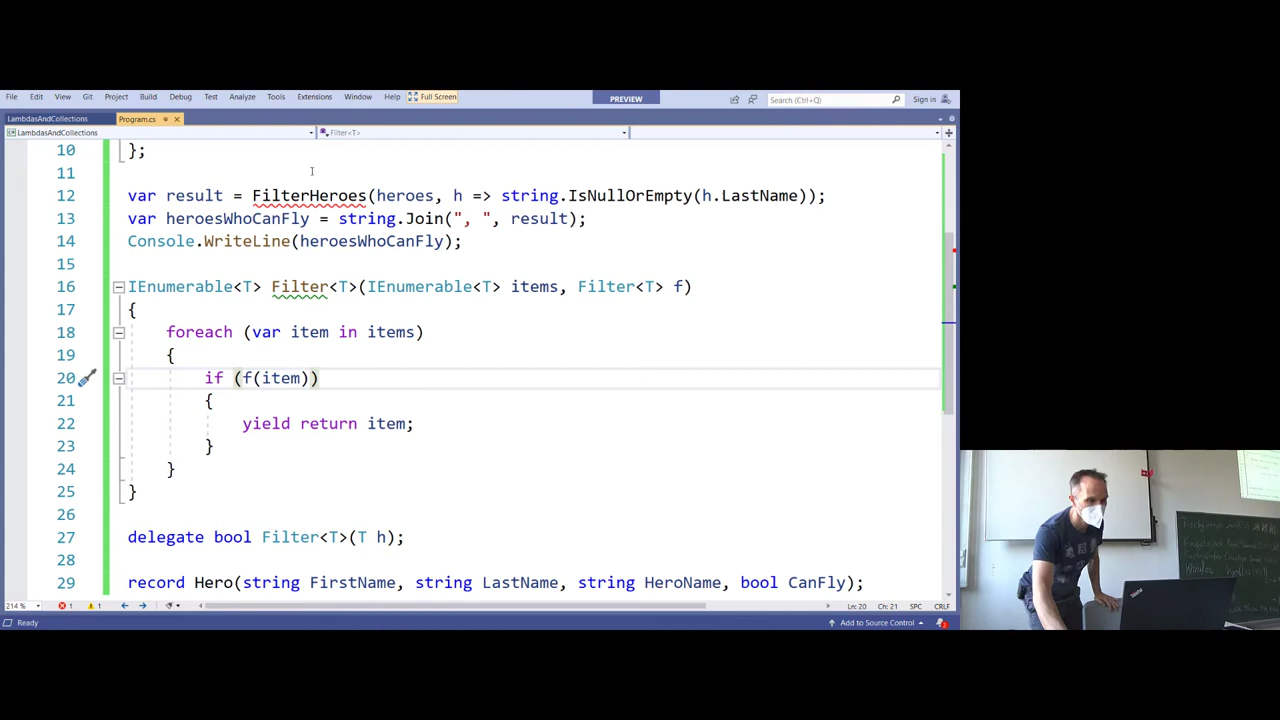 File Edit View Git Project Build Debug Test Analyze Tools Extensions Window Help Full Screen PREVIEW Search (Ctrl+Q) Sign in
LambdasAndCollections Program.cs
LambdasAndCollections Filter<T>
10 };
11
12 var result = FilterHeroes(heroes, h => string.IsNullOrEmpty(h.LastName));
13 var heroesWhoCanFly = string.Join(", ", result);
14 Console.WriteLine(heroesWhoCanFly);
15
16 IEnumerable<T> Filter<T>(IEnumerable<T> items, Filter<T> f)
17 {
18 foreach (var item in items)
19 {
20 if (f(item))
21 {
22 yield return item;
23 }
24 }
25 }
26
27 delegate bool Filter<T>(T h);
28
29 record Hero(string FirstName, string LastName, string HeroName, bool CanFly);
214 % 1 1 Ln: 20 Ch: 21 SPC CRLF
Ready Add to Source Control 2